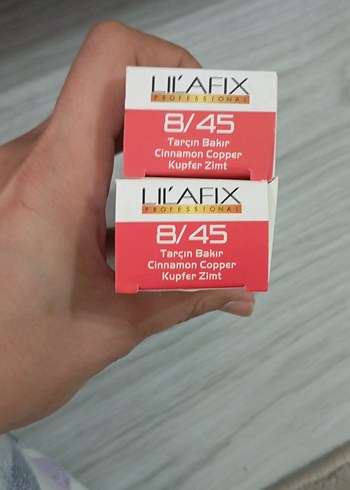 LIL'AFIX
PROFESSIONAL
8/45
Tarçın Bakır
Cinnamon Copper
Kupfer Zimt
LIL'AFIX
PROFESSIONAL
8/45
Tarçın Bakır
Cinnamon Copper
Kupfer Zimt